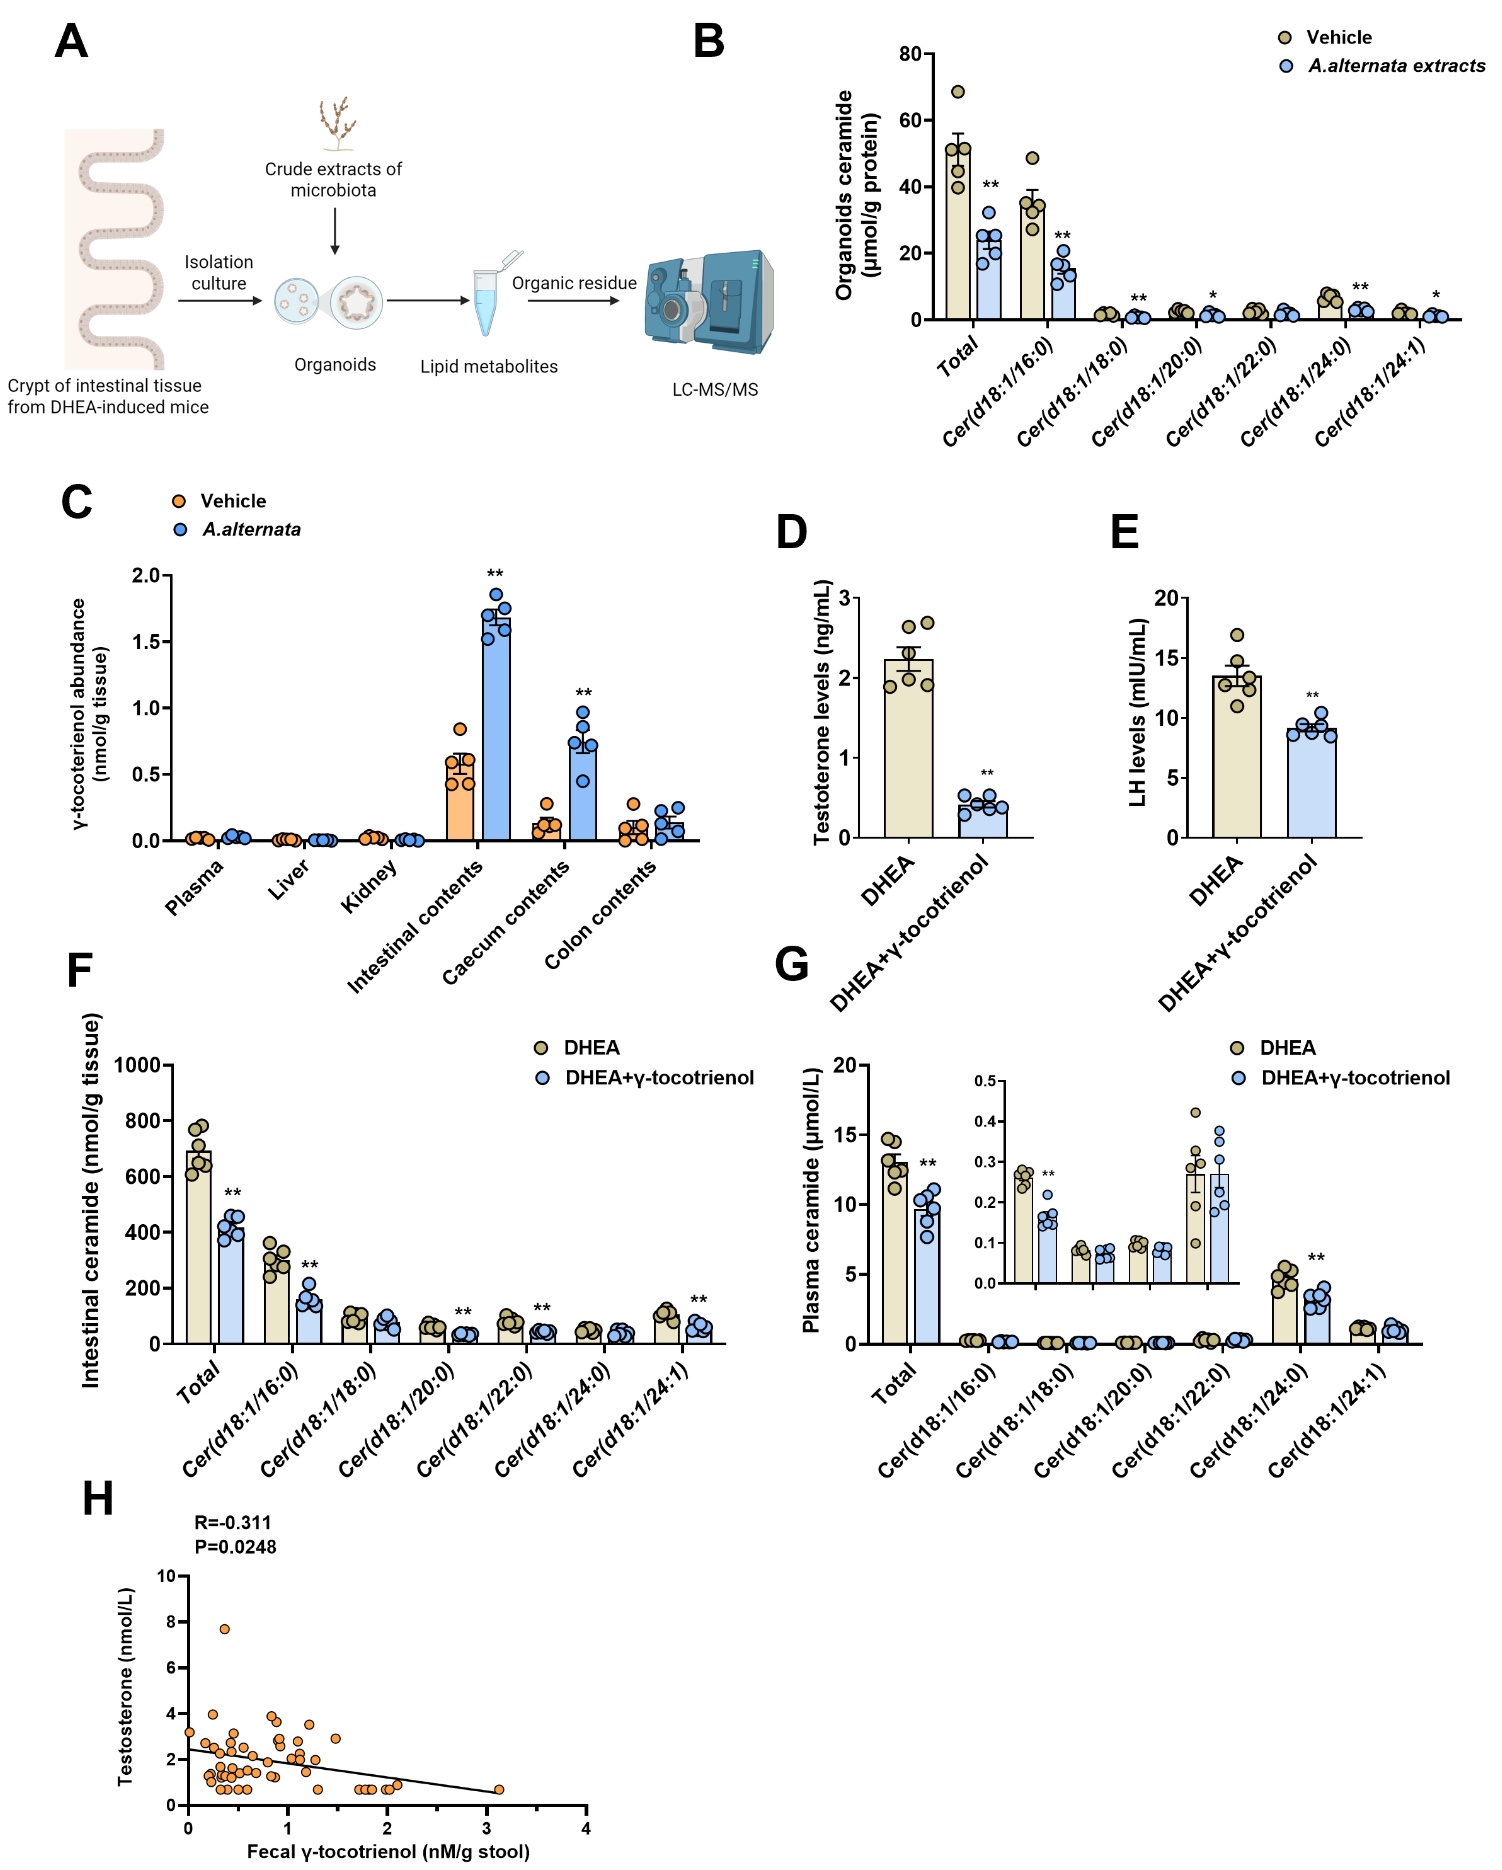 A
Crude extracts of
microbiota
Isolation
culture
Organic residue
Organoids
Lipid metabolites
LC-MS/MS
Crypt of intestinal tissue
from DHEA-induced mice
B
Vehicle
A.alternata extracts
Organoids ceramide
(μmol/g protein)
80
60
40
20
0
**
**
**
*
**
*
Total
Cer(d18:1/16:0)
Cer(d18:1/18:0)
Cer(d18:1/20:0)
Cer(d18:1/22:0)
Cer(d18:1/24:0)
Cer(d18:1/24:1)
C
Vehicle
A.alternata
γ-tocoterienol abundance
(nmol/g tissue)
2.0
1.5
1.0
0.5
0.0
**
**
Plasma
Liver
Kidney
Intestinal contents
Caecum contents
Colon contents
D
Testoterone levels (ng/mL)
3
2
1
0
**
DHEA
DHEA+γ-tocotrienol
E
LH levels (mIU/mL)
20
15
10
5
0
**
DHEA
DHEA+γ-tocotrienol
F
DHEA
DHEA+γ-tocotrienol
Intestinal ceramide (nmol/g tissue)
1000
800
600
400
200
0
**
**
**
**
**
Total
Cer(d18:1/16:0)
Cer(d18:1/18:0)
Cer(d18:1/20:0)
Cer(d18:1/22:0)
Cer(d18:1/24:0)
Cer(d18:1/24:1)
G
DHEA
DHEA+γ-tocotrienol
Plasma ceramide (μmol/L)
20
15
10
5
0
**
**
0.5
0.4
0.3
0.2
0.1
0.0
**
Total
Cer(d18:1/16:0)
Cer(d18:1/18:0)
Cer(d18:1/20:0)
Cer(d18:1/22:0)
Cer(d18:1/24:0)
Cer(d18:1/24:1)
H
R=-0.311
P=0.0248
Testosterone (nmol/L)
10
8
6
4
2
0
0
1
2
3
4
Fecal γ-tocotrienol (nM/g stool)